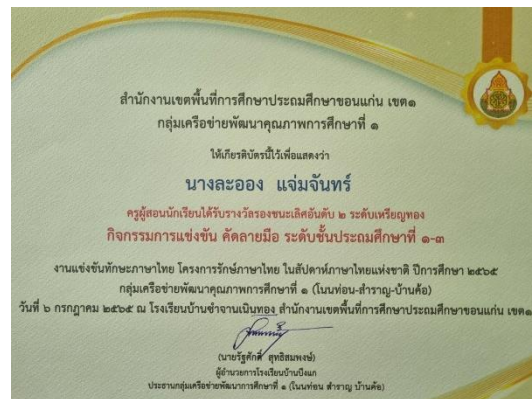 สำนักงานเขตพื้นที่การศึกษาประถมศึกษาขอนแก่น เขต๑
กลุ่มเครือข่ายพัฒนาคุณภาพการศึกษาที่ ๑
ให้เกียรติบัตรนี้ไว้เพื่อแสดงว่า
นางละออง แจ่มจันทร์
ครูผู้สอนนักเรียนได้รับรางวัลรองชนะเลิศอันดับ ๒ ระดับเหรียญทอง
กิจกรรมการแข่งขัน คัดลายมือ ระดับชั้นประถมศึกษาที่ ๑-๓
งานแข่งขันทักษะภาษาไทย โครงการรักษ์ภาษาไทย ในสัปดาห์ภาษาไทยแห่งชาติ ปีการศึกษา ๒๕๖๕
กลุ่มเครือข่ายพัฒนาคุณภาพการศึกษาที่ ๑ (โนนท่อน-สำราญ-บ้านค้อ)
วันที่ ๖ กรกฎาคม ๒๕๖๕ ณ โรงเรียนบ้านชำจานเนินทอง สำนักงานเขตพื้นที่การศึกษาประถมศึกษาขอนแก่น เขต๑
(นายรัฐศักดิ์ สุทธิสมพงษ์)
ผู้อำนวยการโรงเรียนบ้านบึงแก
ประธานกลุ่มเครือข่ายพัฒนาการศึกษาที่ ๑ (โนนท่อน สำราญ บ้านค้อ)